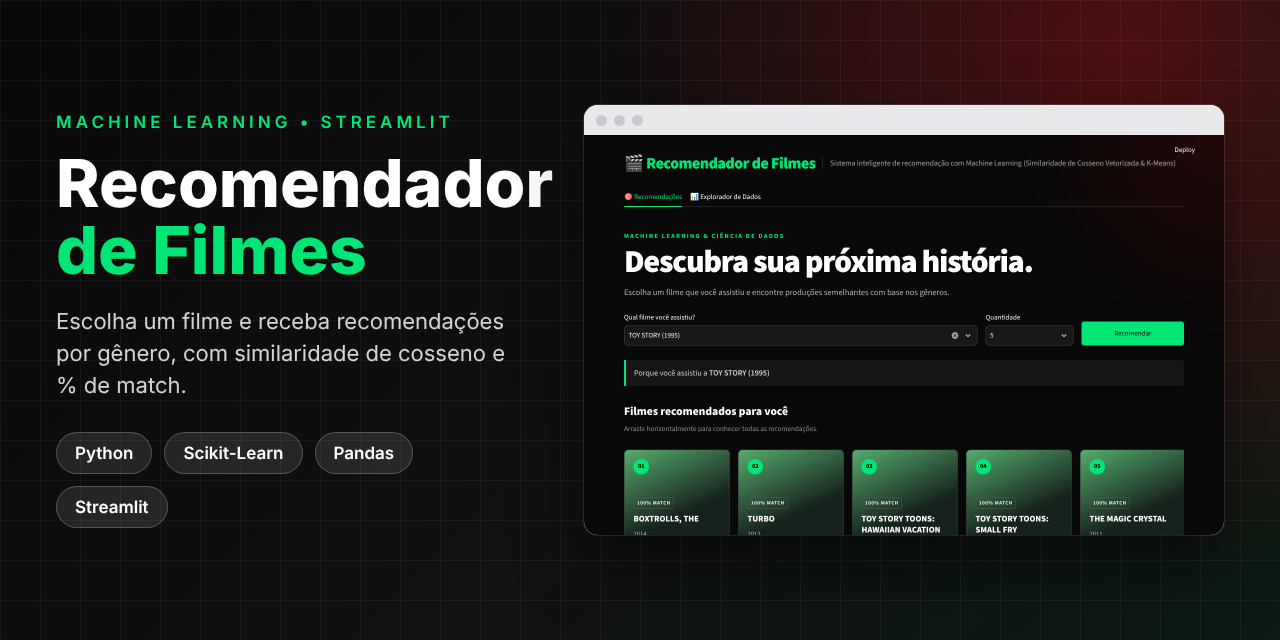 MACHINE LEARNING • STREAMLIT
Recomendador
de Filmes
Escolha um filme e receba recomendações
por gênero, com similaridade de cosseno e
% de match.
Python
Scikit-Learn
Pandas
Streamlit
Deploy
🎬 Recomendador de Filmes
Sistema inteligente de recomendação com Machine Learning (Similaridade de Cosseno Vetorizada & K-Means)
🎯 Recomendações
📊 Explorador de Dados
MACHINE LEARNING & CIÊNCIA DE DADOS
Descubra sua próxima história.
Escolha um filme que você assistiu e encontre produções semelhantes com base nos gêneros.
Qual filme você assistiu?
Quantidade
TOY STORY (1995)
5
Recomendar
Porque você assistiu a TOY STORY (1995)
Filmes recomendados para você
Arraste horizontalmente para conhecer todas as recomendações.
01
100% MATCH
BOXTROLLS, THE
2014
02
100% MATCH
TURBO
2013
03
100% MATCH
TOY STORY TOONS:
HAWAIIAN VACATION
04
100% MATCH
TOY STORY TOONS:
SMALL FRY
05
100% MATCH
THE MAGIC CRYSTAL
2011